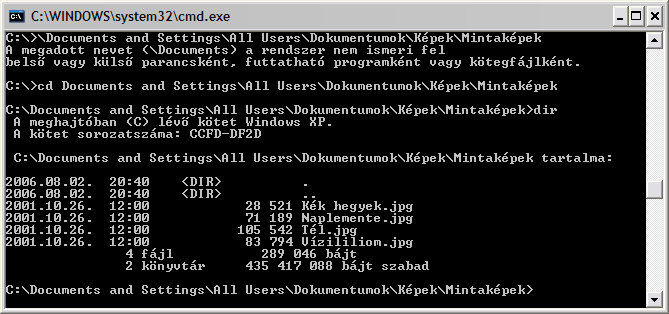 C:\WINDOWS\system32\cmd.exe
C:\>\Documents and Settings\All Users\Dokumentumok\Képek\Mintaképek
A megadott nevet (\Documents) a rendszer nem ismeri fel
belső vagy külső parancsként, futtatható programként vagy kötegfájlként.
C:\>cd Documents and Settings\All Users\Dokumentumok\Képek\Mintaképek
C:\Documents and Settings\All Users\Dokumentumok\Képek\Mintaképek>dir
A meghajtóban (C) lévő kötet Windows XP.
A kötet sorozatszáma: CCFD-DF2D
C:\Documents and Settings\All Users\Dokumentumok\Képek\Mintaképek tartalma:
2006.08.02. 20:40 <DIR> .
2006.08.02. 20:40 <DIR> ..
2001.10.26. 12:00 28 521 Kék hegyek.jpg
2001.10.26. 12:00 71 189 Naplemente.jpg
2001.10.26. 12:00 105 542 Tél.jpg
2001.10.26. 12:00 83 794 Víziliiliom.jpg
4 fájl 289 046 bájt
2 könyvtár 435 417 088 bájt szabad
C:\Documents and Settings\All Users\Dokumentumok\Képek\Mintaképek>